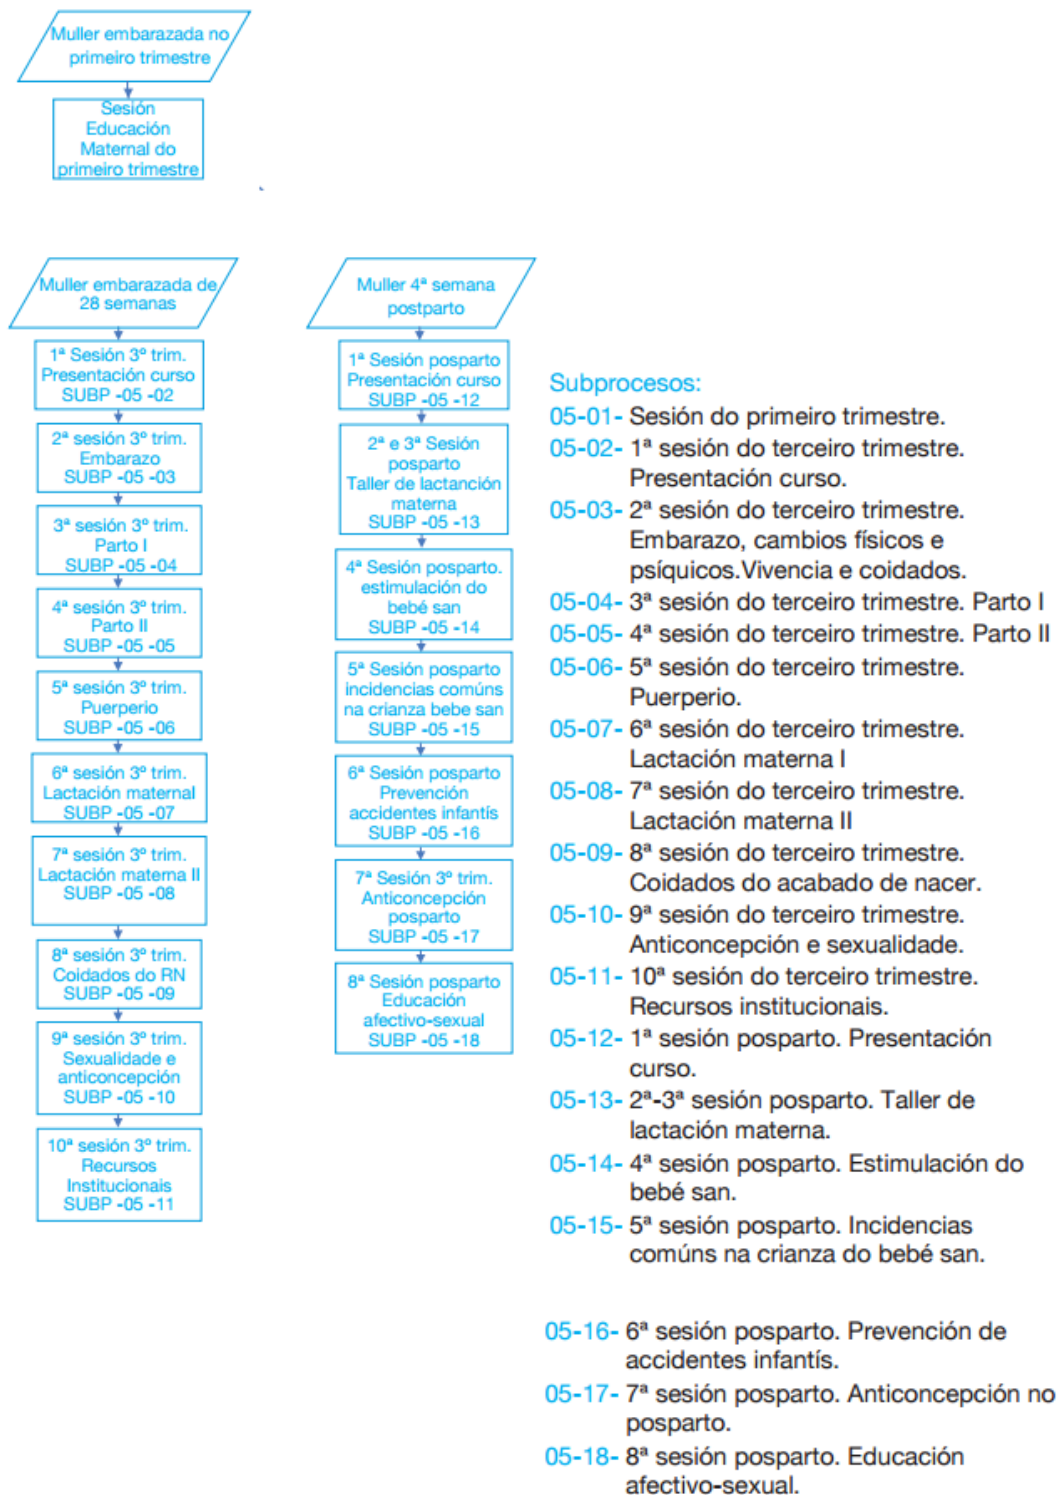 Muller embarazada no
primeiro trimestre
Sesión
Educación
Maternal do
primeiro trimestre
Muller embarazada de
28 semanas
1ª Sesión 3º trim.
Presentación curso
SUBP -05 -02
2ª sesión 3º trim.
Embarazo
SUBP -05 -03
3ª sesión 3º trim.
Parto I
SUBP -05 -04
4ª sesión 3º trim.
Parto II
SUBP -05 -05
5ª sesión 3º trim.
Puerperio
SUBP -05 -06
6ª sesión 3º trim.
Lactación maternal
SUBP -05 -07
7ª sesión 3º trim.
Lactación materna II
SUBP -05 -08
8ª sesión 3º trim.
Coidados do RN
SUBP -05 -09
9ª sesión 3º trim.
Sexualidade e
anticoncepción
SUBP -05 -10
10ª sesión 3º trim.
Recursos
Institucionais
SUBP -05 -11
Muller 4ª semana
postparto
1ª Sesión posparto
Presentación curso
SUBP -05 -12
2ª e 3ª Sesión
posparto
Taller de lactanción
materna
SUBP -05 -13
4ª Sesión posparto.
estimulación do
bebé san
SUBP -05 -14
5ª Sesión posparto
incidencias comúns
na crianza bebe san
SUBP -05 -15
6ª Sesión posparto
Prevención
accidentes infantís
SUBP -05 -16
7ª Sesión 3º trim.
Anticoncepción
posparto
SUBP -05 -17
8ª Sesión posparto
Educación
afectivo-sexual
SUBP -05 -18
Subprocesos:
05-01- Sesión do primeiro trimestre.
05-02- 1ª sesión do terceiro trimestre.
Presentación curso.
05-03- 2ª sesión do terceiro trimestre.
Embarazo, cambios físicos e
psíquicos.Vivencia e coidados.
05-04- 3ª sesión do terceiro trimestre. Parto I
05-05- 4ª sesión do terceiro trimestre. Parto II
05-06- 5ª sesión do terceiro trimestre.
Puerperio.
05-07- 6ª sesión do terceiro trimestre.
Lactación materna I
05-08- 7ª sesión do terceiro trimestre.
Lactación materna II
05-09- 8ª sesión do terceiro trimestre.
Coidados do acabado de nacer.
05-10- 9ª sesión do terceiro trimestre.
Anticoncepción e sexualidade.
05-11- 10ª sesión do terceiro trimestre.
Recursos institucionais.
05-12- 1ª sesión posparto. Presentación
curso.
05-13- 2ª-3ª sesión posparto. Taller de
lactación materna.
05-14- 4ª sesión posparto. Estimulación do
bebé san.
05-15- 5ª sesión posparto. Incidencias
comúns na crianza do bebé san.
05-16- 6ª sesión posparto. Prevención de
accidentes infantís.
05-17- 7ª sesión posparto. Anticoncepción no
posparto.
05-18- 8ª sesión posparto. Educación
afectivo-sexual.